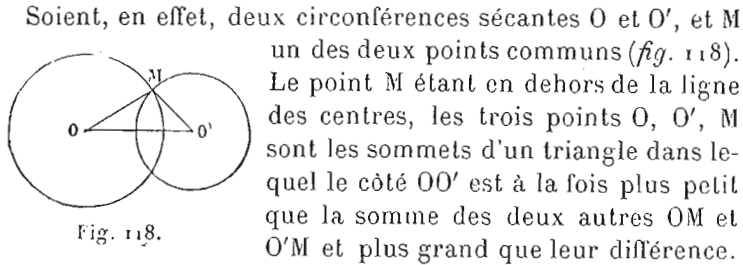 Soient, en effet, deux circonférences sécantes O et O', et M
un des deux points communs (fig. 118).
Le point M étant en dehors de la ligne
des centres, les trois points O, O', M
sont les sommets d'un triangle dans le-
quel le côté OO' est à la fois plus petit
que la somme des deux autres OM et
O'M et plus grand que leur différence.
M
O
O'
Fig. 118.